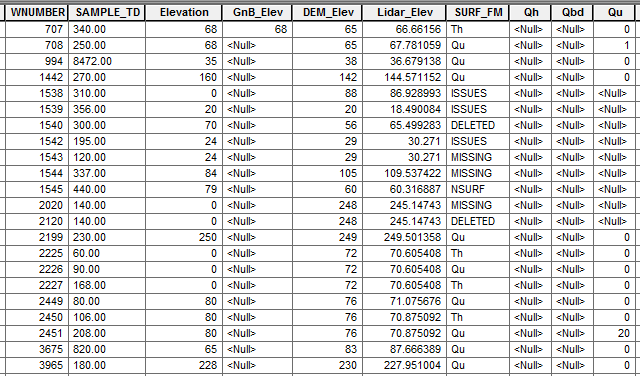 WNUMBER SAMPLE_TD Elevation GnB_Elev DEM_Elev Lidar_Elev SURF_FM Qh Qbd Qu
707 340.00 68 68 65 66.66156 Th <Null> <Null> 0
708 250.00 68 <Null> 65 67.781059 Qu <Null> <Null> 1
994 8472.00 35 <Null> 38 36.679138 Qu <Null> <Null> 0
1442 270.00 160 <Null> 142 144.571152 Qu <Null> <Null> 0
1538 310.00 0 <Null> 88 86.928993 ISSUES <Null> <Null> <Null>
1539 356.00 20 <Null> 20 18.490084 ISSUES <Null> <Null> <Null>
1540 300.00 70 <Null> 56 65.499283 DELETED <Null> <Null> <Null>
1542 195.00 24 <Null> 29 30.271 ISSUES <Null> <Null> <Null>
1543 120.00 24 <Null> 29 30.271 MISSING <Null> <Null> <Null>
1544 337.00 84 <Null> 105 109.537422 MISSING <Null> <Null> <Null>
1545 440.00 79 <Null> 60 60.316887 NSURF <Null> <Null> <Null>
2020 140.00 0 <Null> 248 245.14743 MISSING <Null> <Null> <Null>
2120 140.00 0 <Null> 248 245.14743 DELETED <Null> <Null> <Null>
2199 230.00 250 <Null> 249 249.501358 Qu <Null> <Null> 0
2225 60.00 0 <Null> 72 70.605408 Th <Null> <Null> 0
2226 90.00 0 <Null> 72 70.605408 Qu <Null> <Null> 0
2227 168.00 0 <Null> 72 70.605408 Th <Null> <Null> 0
2449 80.00 80 <Null> 76 71.075676 Qu <Null> <Null> 0
2450 106.00 80 <Null> 76 70.875092 Th <Null> <Null> 0
2451 208.00 80 <Null> 76 70.875092 Qu <Null> <Null> 20
3675 820.00 65 <Null> 83 87.666389 Qu <Null> <Null> 0
3965 180.00 228 <Null> 230 227.951004 Qu <Null> <Null> 0